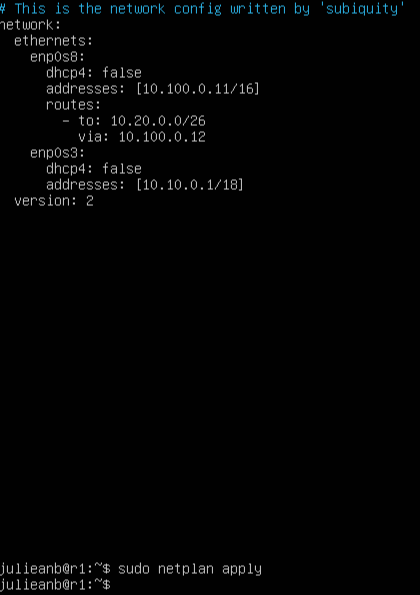 # This is the network config written by 'subiquity'
network:
  ethernets:
    enp0s8:
      dhcp4: false
      addresses: [10.100.0.11/16]
      routes:
        - to: 10.20.0.0/26
          via: 10.100.0.12
    enp0s3:
      dhcp4: false
      addresses: [10.10.0.1/18]
  version: 2
julieanb@r1:~$ sudo netplan apply
julieanb@r1:~$